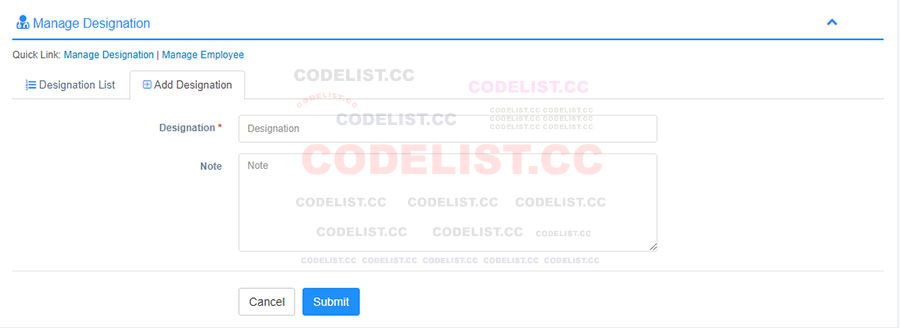 Manage Designation
Quick Link: Manage Designation | Manage Employee
Designation List
Add Designation
CODELIST.CC
CODELIST.CC
CODELIST.CC
CODELIST.CC
CODELIST.CC CODELIST.CC
CODELIST.CC CODELIST.CC
CODELIST.CC CODELIST.CC
Designation *
Designation
Note
Note
CODELIST.CC
CODELIST.CC CODELIST.CC CODELIST.CC
CODELIST.CC CODELIST.CC CODELIST.CC
CODELIST.CC CODELIST.CC CODELIST.CC CODELIST.CC CODELIST.CC
Cancel
Submit